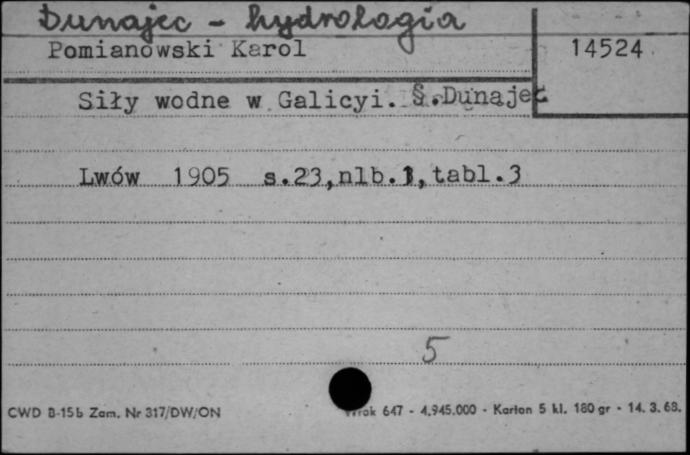 Dunajec - hydrologia
Pomianowski Karol
14524
Siły wodne w Galicyi. §.Dunajec
Lwów 1905 s.23,nlb.1,tabl.3
5
CWD B-15b Zam. Nr 317/DW/ON
647 - 4.945.000 - Karton 5 kl. 180 gr - 14. 3. 68.